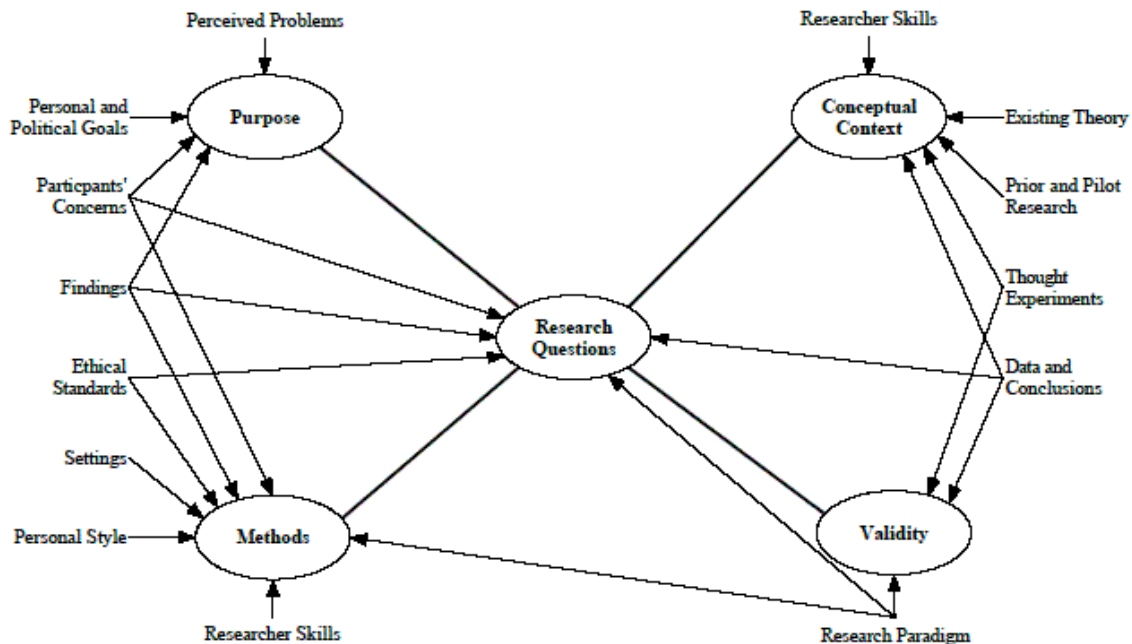 Perceived Problems
Researcher Skills
Personal and
Political Goals
Purpose
Conceptual
Context
Existing Theory
Particpants'
Concerns
Prior and Pilot
Research
Findings
Thought
Experiments
Research
Questions
Ethical
Standards
Data and
Conclusions
Settings
Personal Style
Methods
Validity
Researcher Skills
Research Paradigm